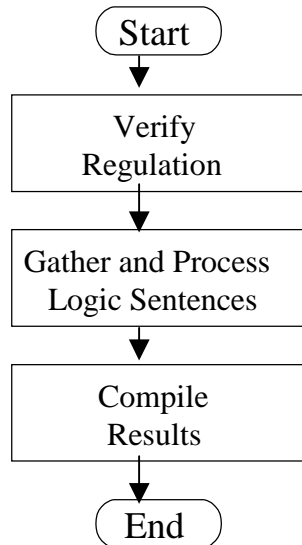 Start
Verify
Regulation
Gather and Process
Logic Sentences
Compile
Results
End